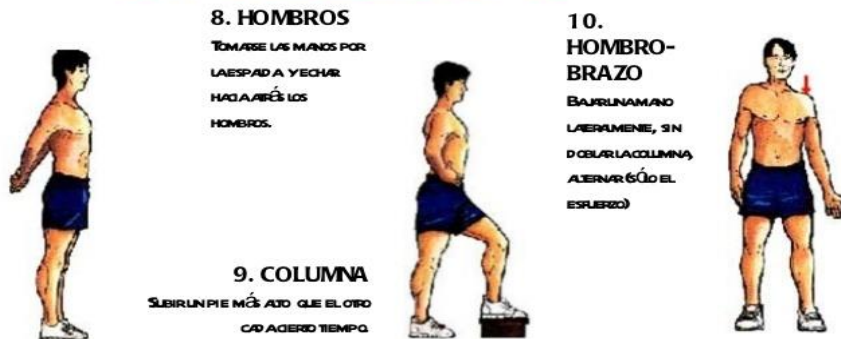 8. HOMBROS
TOMARSE LAS MANOS POR
LA ESPADA Y ECHAR
HACIA ATRÁS LOS
HOMBROS.
9. COLUMNA
SUBIR UN PIE MÁS ALTO QUE EL OTRO
CADA CIERTO TIEMPO.
10.
HOMBRO-
BRAZO
BAJAR UNA MANO
LATERALMENTE, SIN
DOBLAR LA COLUMNA,
ALTERNAR (SÓLO EL
ESFUERZO)